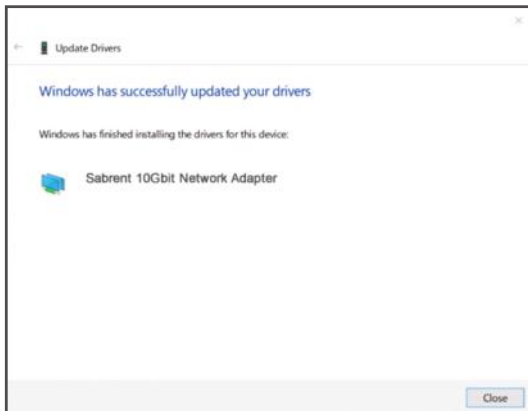 Update Drivers
Windows has successfully updated your drivers
Windows has finished installing the drivers for this device:
Sabrent 10Gbit Network Adapter
Close